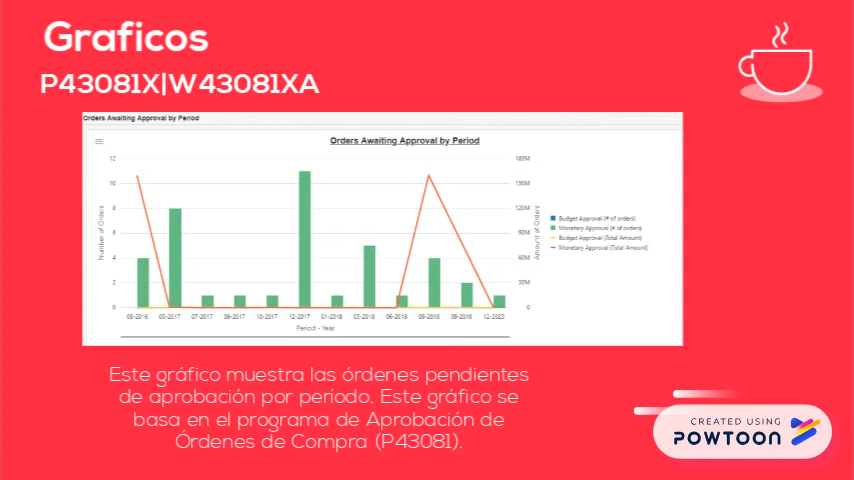 Graficos
P43081X|W43081XA
Orders Awaiting Approval by Period
Orders Awaiting Approval by Period
12
10
8
6
4
2
0
Number of Orders
180M
150M
120M
90M
60M
30M
0
Amount of Orders
Budget Approval (# of orders)
Monetary Approval (# of orders)
Budget Approval (Total Amount)
Monetary Approval (Total Amount)
05-2017
07-2017
10-2017
12-2017
01-2018
05-2018
06-2018
09-2018
09-2019
12-2023
Period - Year
Este gráfico muestra las órdenes pendientes
de aprobación por período. Este gráfico se
basa en el programa de Aprobación de
Órdenes de Compra (P43081).
CREATED USING
POWTOON